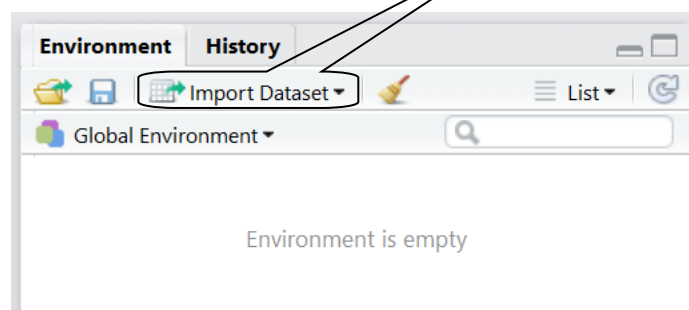 Environment History
Import Dataset List
Global Environment
Environment is empty